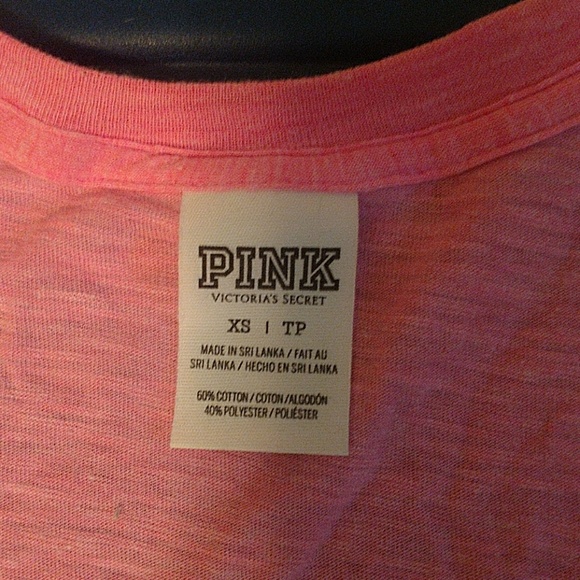 PINK
VICTORIA'S SECRET
XS | TP
MADE IN SRI LANKA / FAIT AU
SRI LANKA / HECHO EN SRI LANKA
60% COTTON / COTON / ALGODÓN
40% POLYESTER / POLIÉSTER